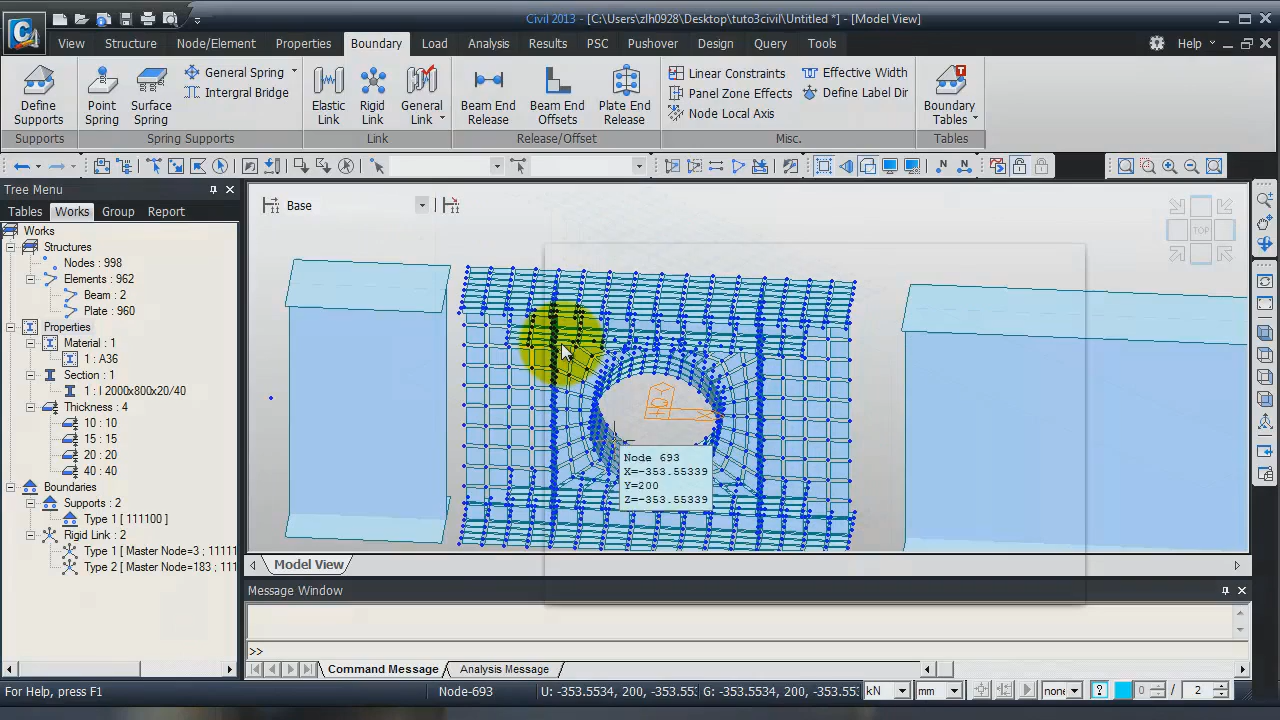 Civil 2013 - [C:\Users\zlh0928\Desktop\tuto3civil\Untitled *] - [Model View]
View Structure Node/Element Properties Boundary Load Analysis Results PSC Pushover Design Query Tools Help
Define Supports
Point Spring
Surface Spring
General Spring
Intergral Bridge
Elastic Link
Rigid Link
General Link
Beam End Release
Beam End Offsets
Plate End Release
Linear Constraints
Panel Zone Effects
Node Local Axis
Effective Width
Define Label Dir
Boundary Tables
Supports Spring Supports Link Release/Offset Misc. Tables
Tree Menu
Tables Works Group Report
Works
Structures
Nodes : 998
Elements : 962
Beam : 2
Plate : 960
Properties
Material : 1
1 : A36
Section : 1
1 : I 2000x800x20/40
Thickness : 4
10 : 10
15 : 15
20 : 20
40 : 40
Boundaries
Supports : 2
Type 1 [ 111100 ]
Rigid Link : 2
Type 1 [ Master Node=3 ; 11111
Type 2 [ Master Node=183 ; 111
Base
TOP
Node 693
X=-353.55339
Y=200
Z=-353.55339
Model View
Message Window
>>
Command Message Analysis Message
For Help, press F1 Node-693 U: -353.5534, 200, -353.55: G: -353.5534, 200, -353.55 kN mm none ? 0 / 2